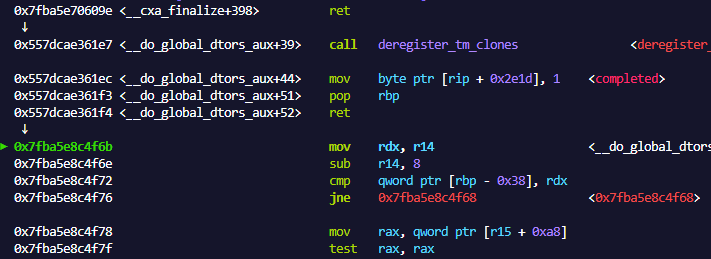 0x7fba5e70609e <__cxa_finalize+398> ret
↓
0x557dcae361e7 <__do_global_dtors_aux+39> call deregister_tm_clones <deregister_
0x557dcae361ec <__do_global_dtors_aux+44> mov byte ptr [rip + 0x2e1d], 1 <completed>
0x557dcae361f3 <__do_global_dtors_aux+51> pop rbp
0x557dcae361f4 <__do_global_dtors_aux+52> ret
↓
► 0x7fba5e8c4f6b mov rdx, r14 <__do_global_dtors
0x7fba5e8c4f6e sub r14, 8
0x7fba5e8c4f72 cmp qword ptr [rbp - 0x38], rdx
0x7fba5e8c4f76 jne 0x7fba5e8c4f68 <0x7fba5e8c4f68>
0x7fba5e8c4f78 mov rax, qword ptr [r15 + 0xa8]
0x7fba5e8c4f7f test rax, rax